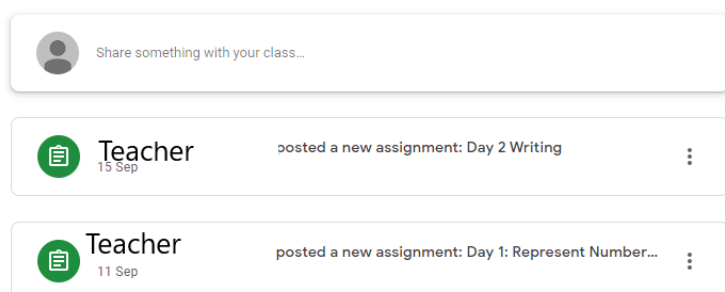 Share something with your class...
Teacher posted a new assignment: Day 2 Writing
15 Sep
Teacher posted a new assignment: Day 1: Represent Number...
11 Sep